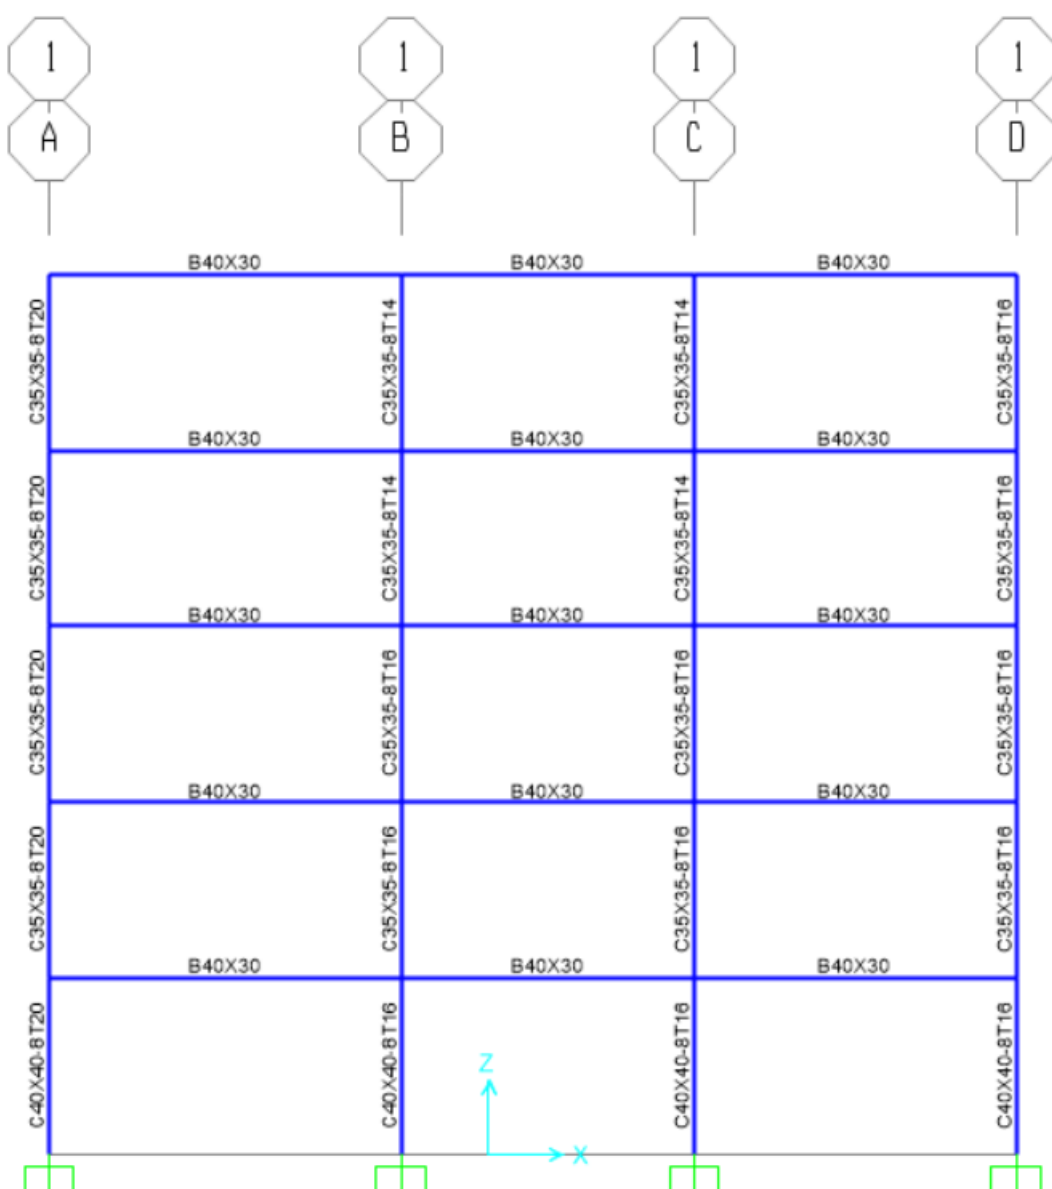 1 1 1 1
A B C D
B40X30 B40X30 B40X30
C35X35-8T20 C35X35-8T14 C35X35-8T14 C35X35-8T16
B40X30 B40X30 B40X30
C35X35-8T20 C35X35-8T14 C35X35-8T14 C35X35-8T16
B40X30 B40X30 B40X30
C35X35-8T20 C35X35-8T16 C35X35-8T16 C35X35-8T16
B40X30 B40X30 B40X30
C35X35-8T20 C35X35-8T16 C35X35-8T16 C35X35-8T16
B40X30 B40X30 B40X30
C40X40-8T20 C40X40-8T16 C40X40-8T16 C40X40-8T16
Z
X